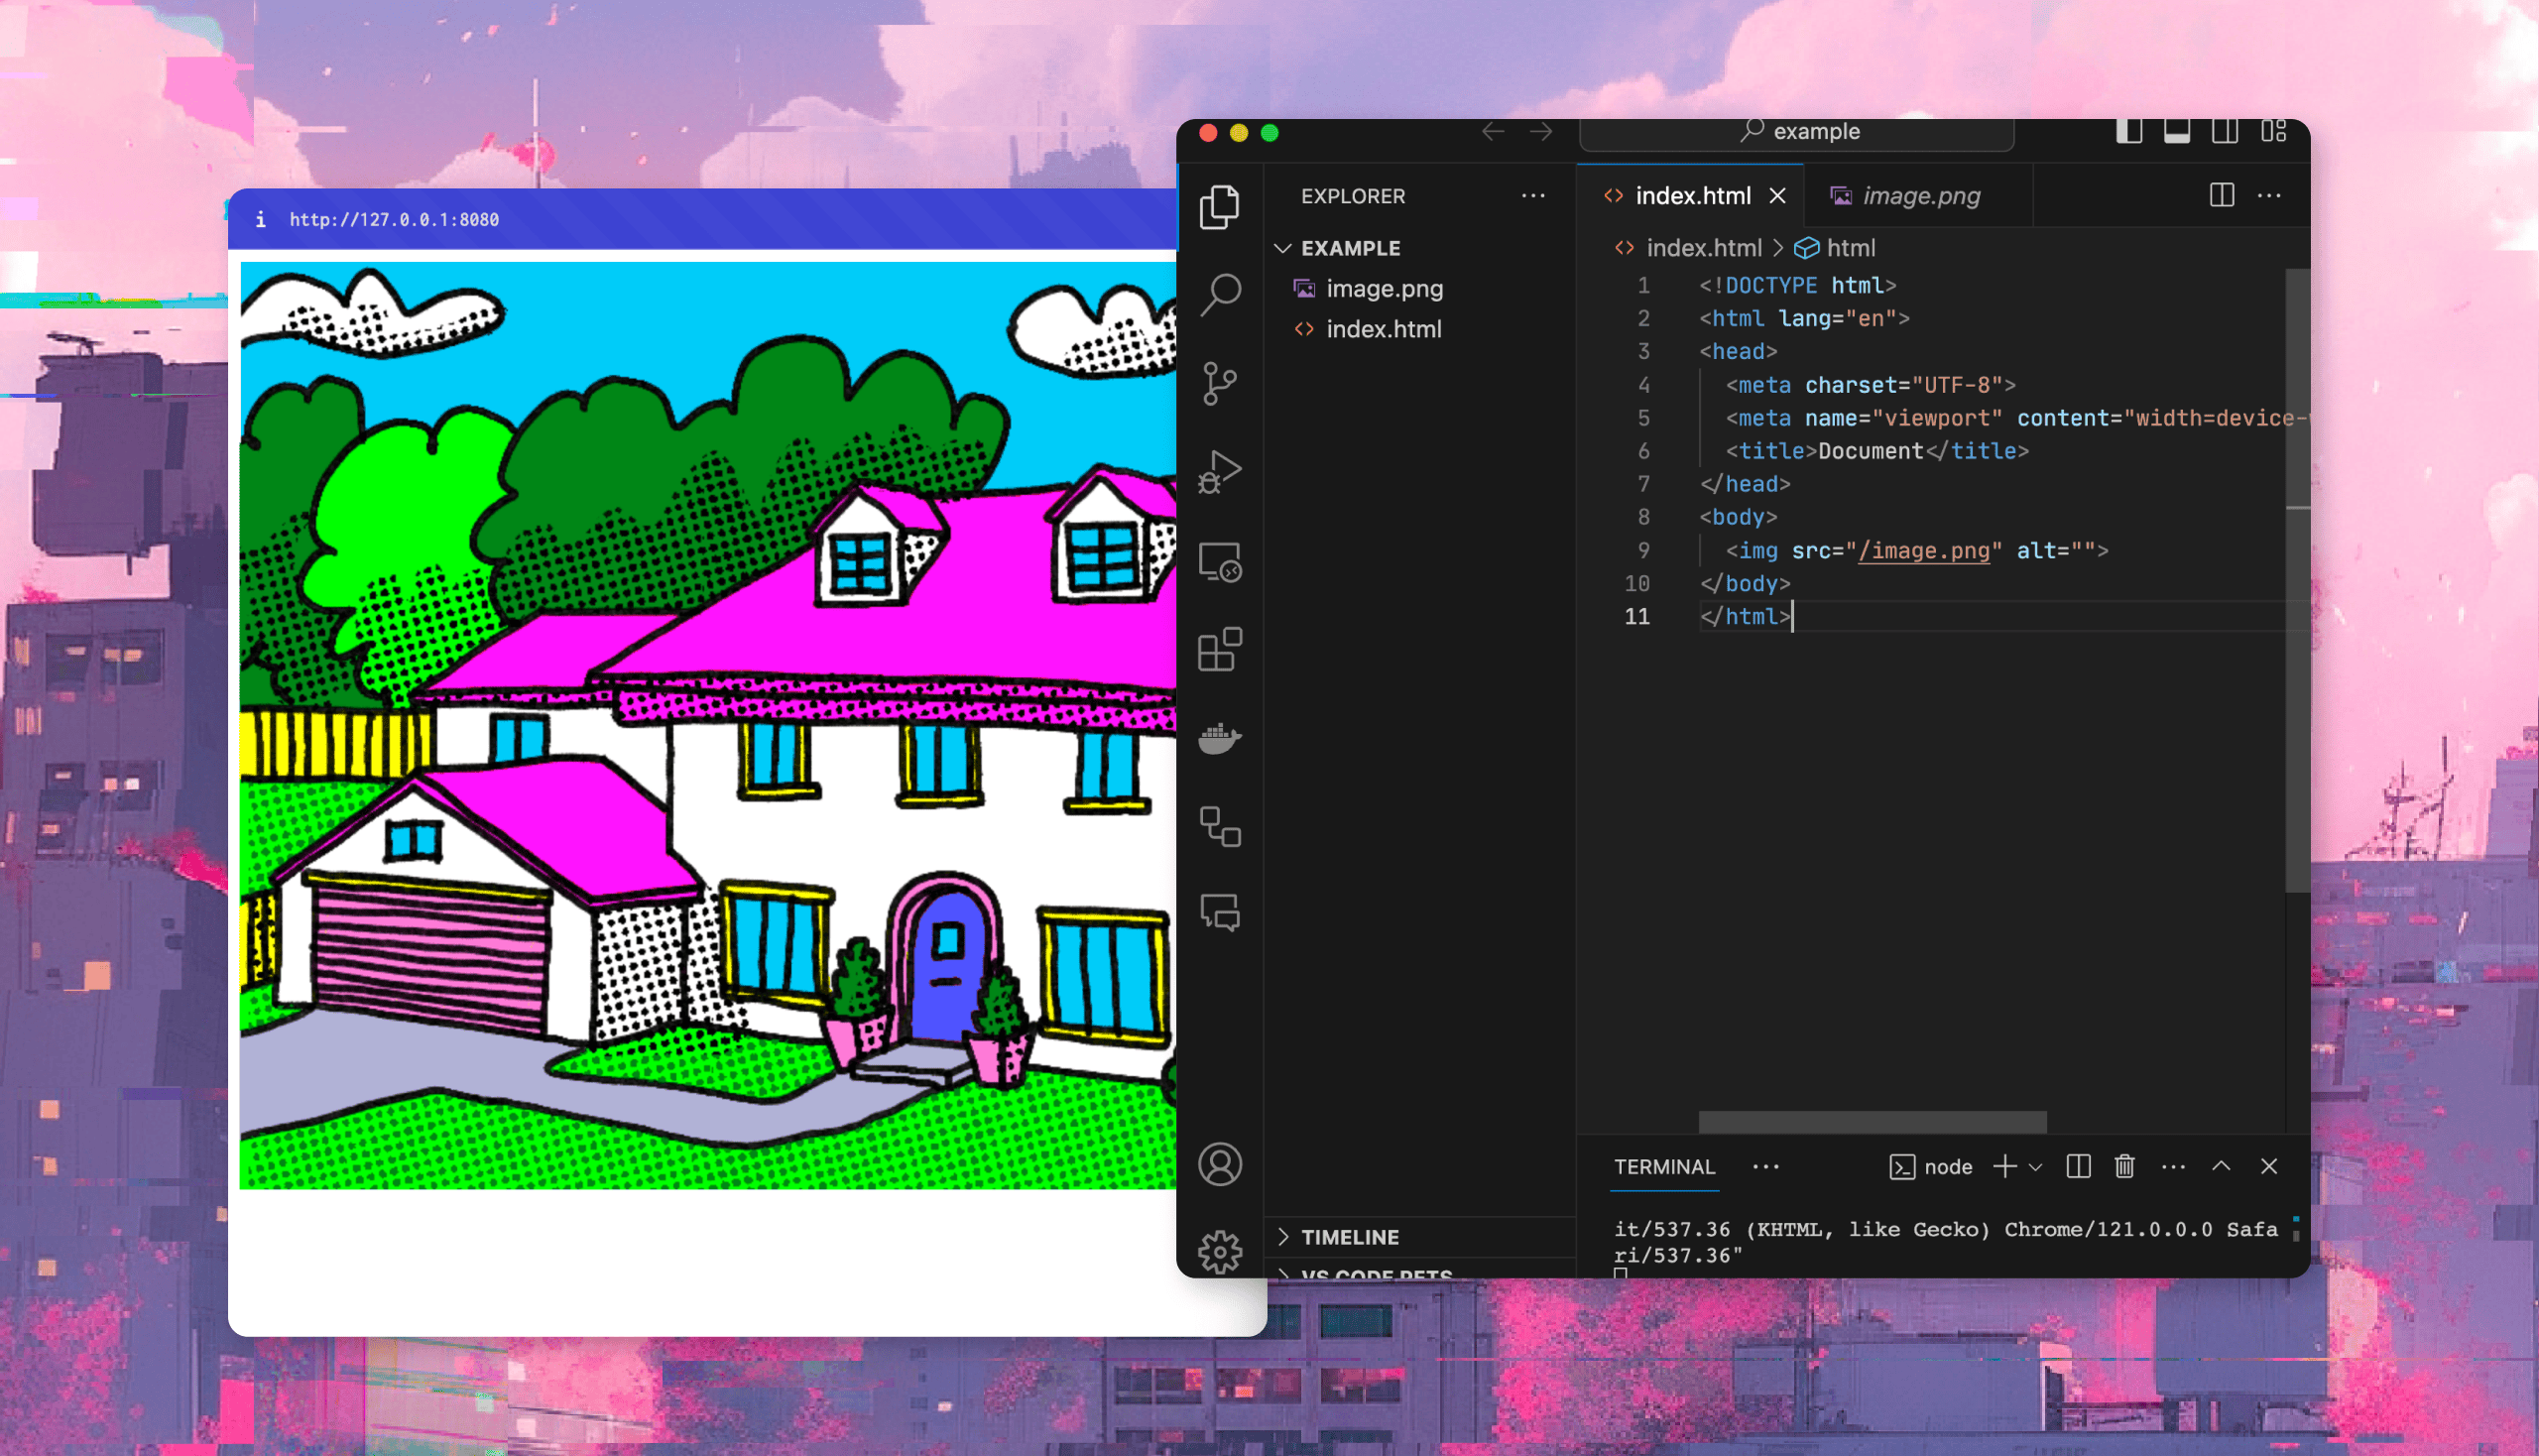 i http://127.0.0.1:8080
example
EXPLORER
EXAMPLE
image.png
index.html
TIMELINE
VS CODE PETS
index.html image.png
index.html > html
1 <!DOCTYPE html>
2 <html lang="en">
3 <head>
4 <meta charset="UTF-8">
5 <meta name="viewport" content="width=device-
6 <title>Document</title>
7 </head>
8 <body>
9 <img src="/image.png" alt="">
10 </body>
11 </html>
TERMINAL node
it/537.36 (KHTML, like Gecko) Chrome/121.0.0.0 Safa
ri/537.36"